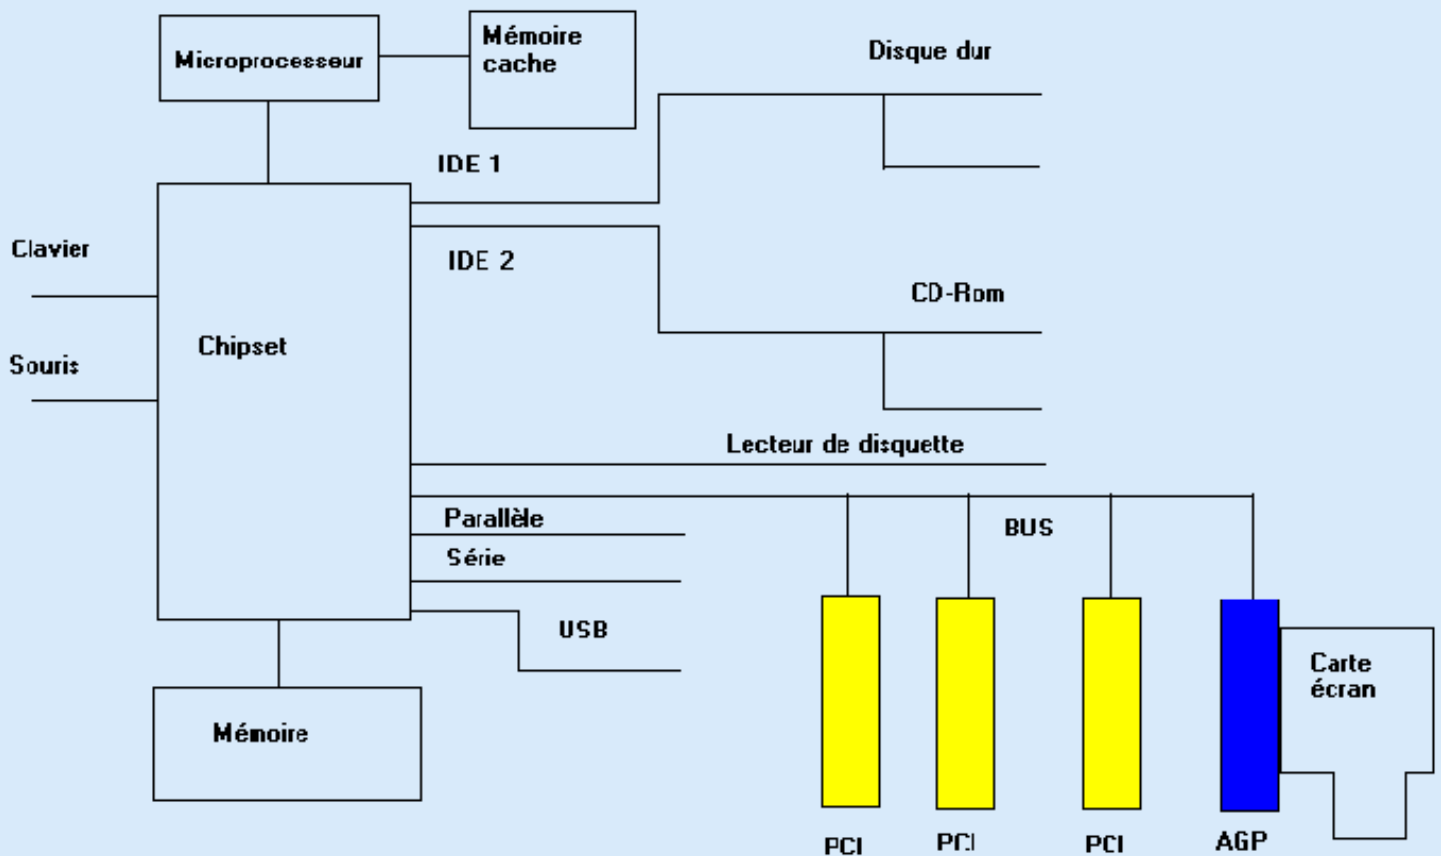 Microprocesseur
Mémoire
cache
Disque dur
IDE 1
Clavier
IDE 2
CD-Rom
Chipset
Souris
Lecteur de disquette
Parallèle
BUS
Série
USB
Carte
écran
Mémoire
PCI
PCI
PCI
AGP